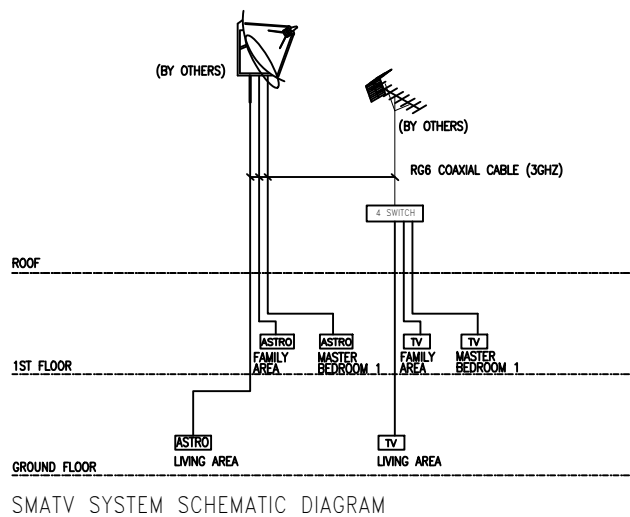 (BY OTHERS)
(BY OTHERS)
RG6 COAXIAL CABLE (3GHZ)
4 SWITCH
ROOF
ASTRO
ASTRO
TV
TV
FAMILY
AREA
MASTER
BEDROOM 1
FAMILY
AREA
MASTER
BEDROOM 1
1ST FLOOR
ASTRO
TV
LIVING AREA
LIVING AREA
GROUND FLOOR
SMATV SYSTEM SCHEMATIC DIAGRAM